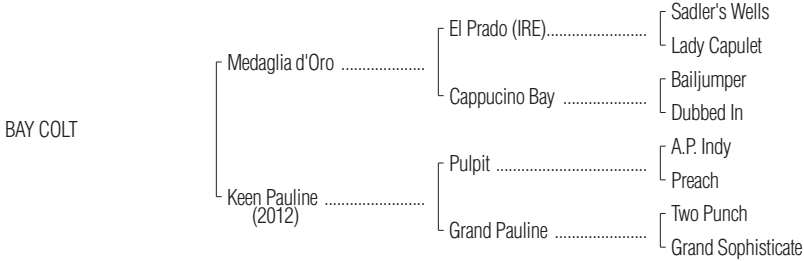 BAY COLT
Medaglia d'Oro ....................
Keen Pauline ........................
(2012)
El Prado (IRE)........................
Cappucino Bay ....................
Pulpit ....................................
Grand Pauline ......................
Sadler's Wells
Lady Capulet
Bailjumper
Dubbed In
A.P. Indy
Preach
Two Punch
Grand Sophisticate